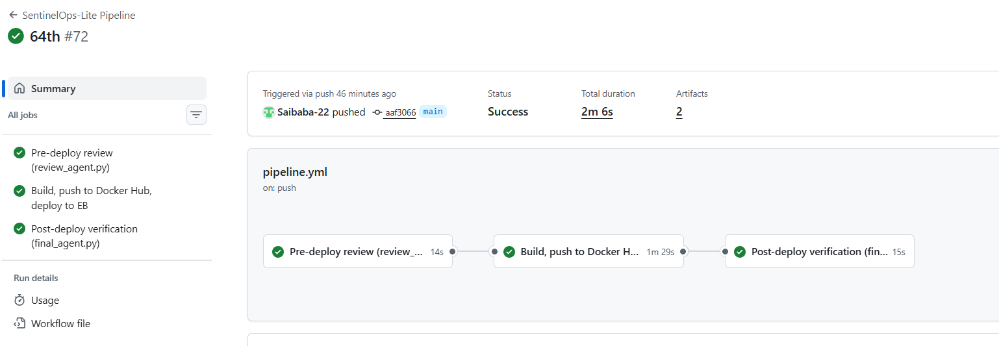 SentinelOps-Lite Pipeline
64th #72
Summary
All jobs
Pre-deploy review
(review_agent.py)
Build, push to Docker Hub,
deploy to EB
Post-deploy verification
(final_agent.py)
Run details
Usage
Workflow file
Triggered via push 46 minutes ago
Saibaba-22 pushed aaf3066 main
Status
Success
Total duration
2m 6s
Artifacts
2
pipeline.yml
on: push
Pre-deploy review (review_... 14s
Build, push to Docker H... 1m 29s
Post-deploy verification (fin... 15s